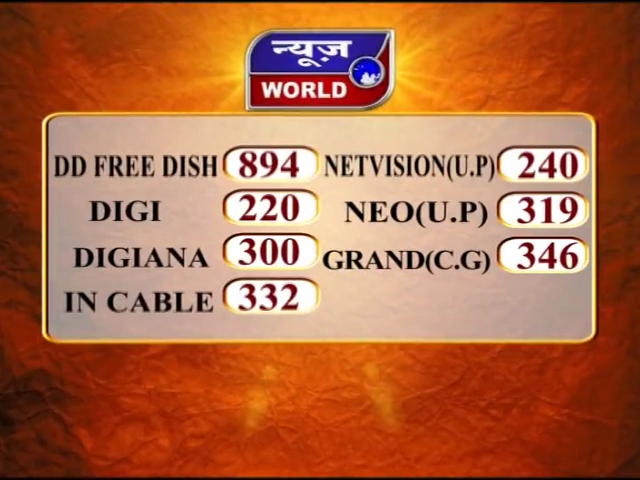 न्यूज़
WORLD
DD FREE DISH 894 NETVISION(U.P) 240
DIGI 220 NEO(U.P) 319
DIGIANA 300 GRAND(C.G) 346
IN CABLE 332